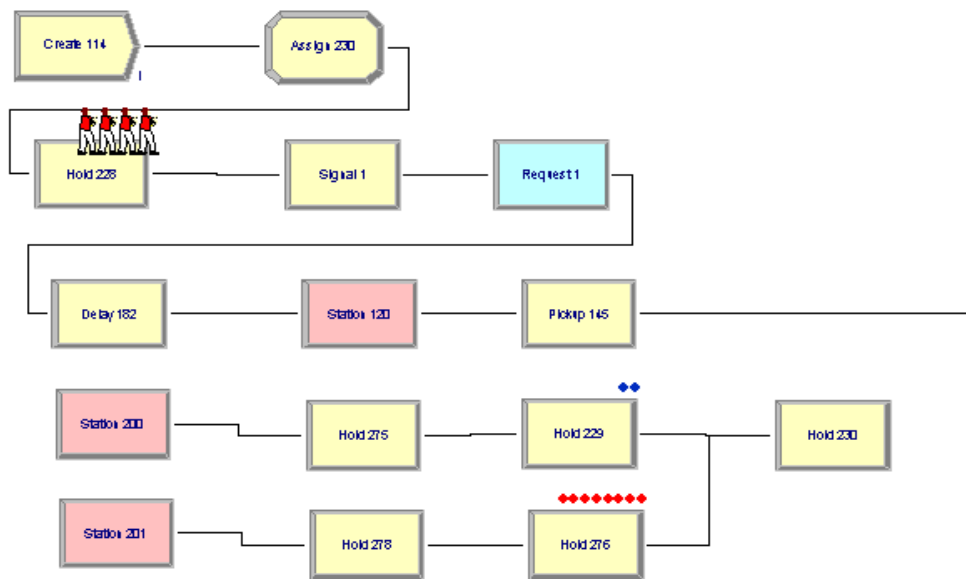 Create 114
Assign 230
Hold 228
Signal 1
Request 1
Delay 182
Station 120
Pickup 145
Station 200
Hold 275
Hold 229
Hold 230
Station 201
Hold 278
Hold 276